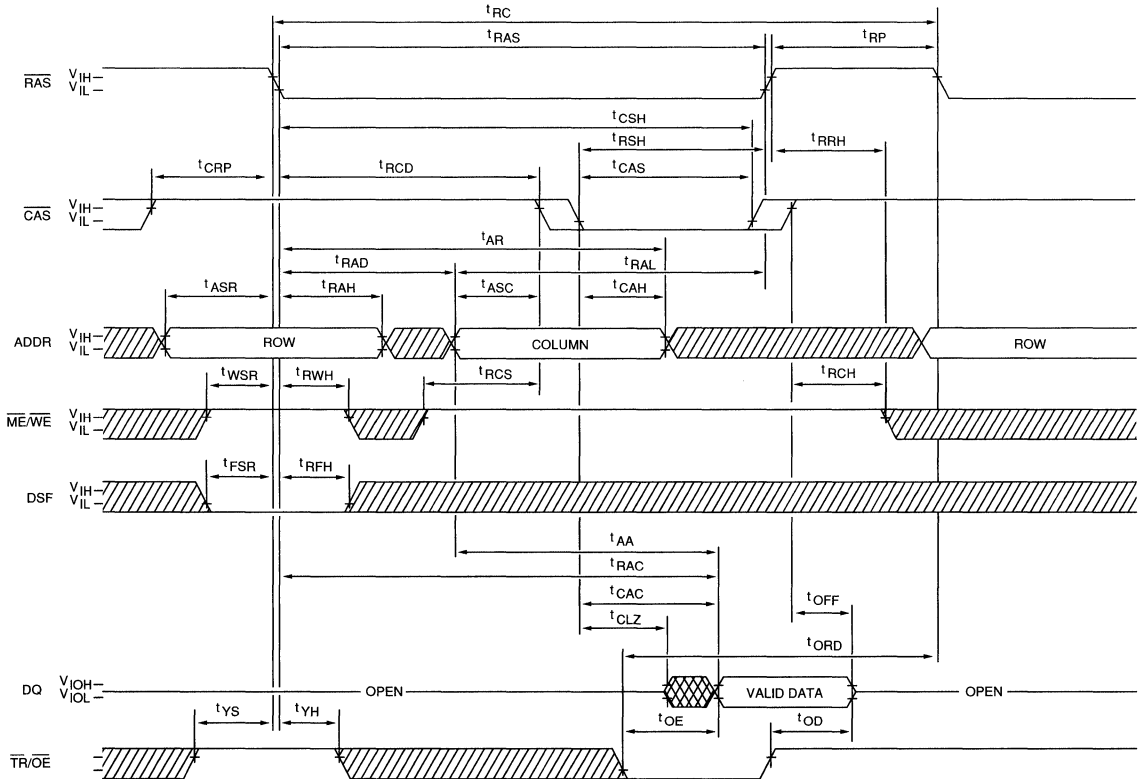 tRC
tRAS tRP
RAS VIH VIL
tCSH
tRSH tRRH
tCRP tRCD tCAS
CAS VIH VIL
tAR
tRAD tRAL
tASR tRAH tASC tCAH
ADDR VIH VIL ROW COLUMN ROW
tWSR tRWH tRCS tRCH
ME/WE VIH VIL
tFSR tRFH
DSF VIH VIL
tAA
tRAC
tCAC tOFF
tCLZ
tORD
DQ VIOH VIOL OPEN VALID DATA OPEN
tYS tYH tOE tOD
TR/OE